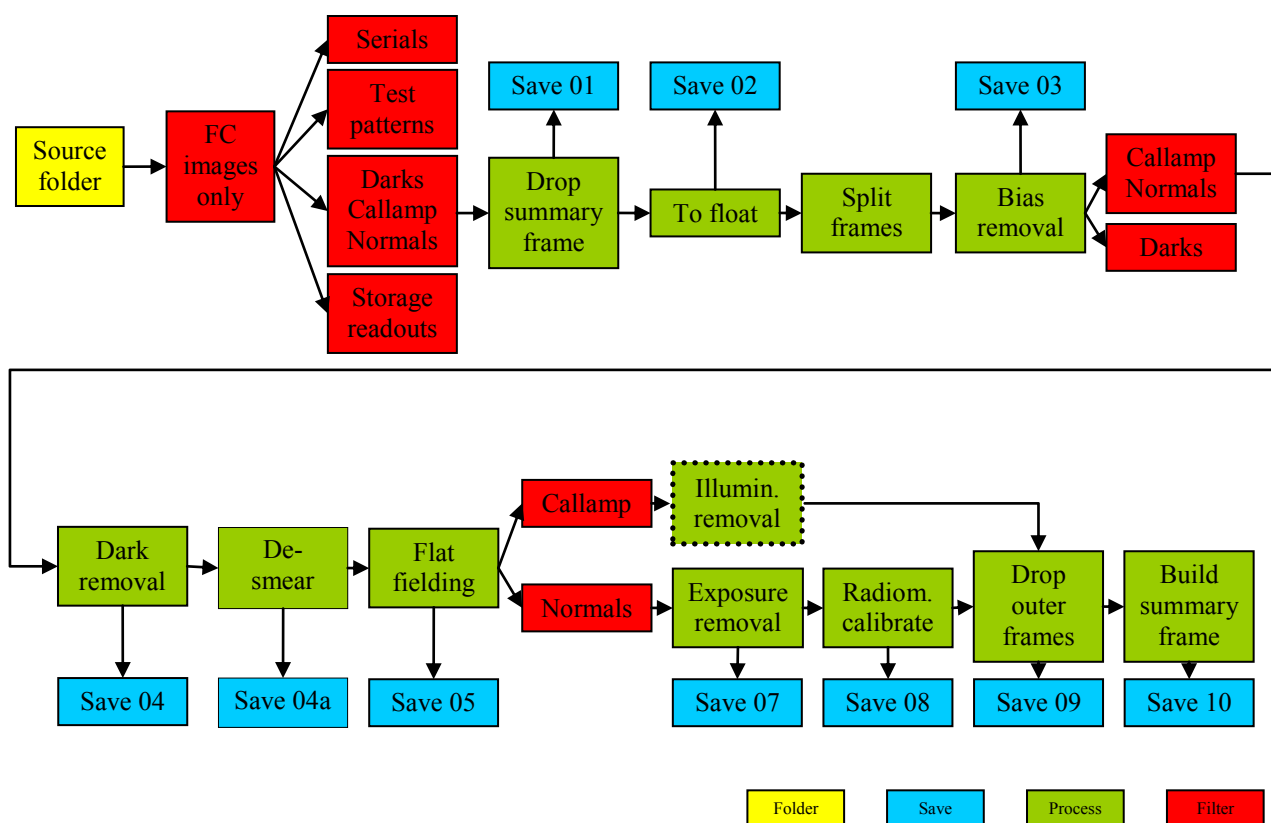 Source
folder
FC
images
only
Serials
Test
patterns
Darks
Callamp
Normals
Storage
readouts
Save 01
Drop
summary
frame
Save 02
To float
Split
frames
Save 03
Bias
removal
Callamp
Normals
Darks
Dark
removal
Save 04
De-
smear
Save 04a
Flat
fielding
Save 05
Callamp
Illumin.
removal
Normals
Exposure
removal
Save 07
Radiom.
calibrate
Save 08
Drop
outer
frames
Save 09
Build
summary
frame
Save 10
Folder
Save
Process
Filter